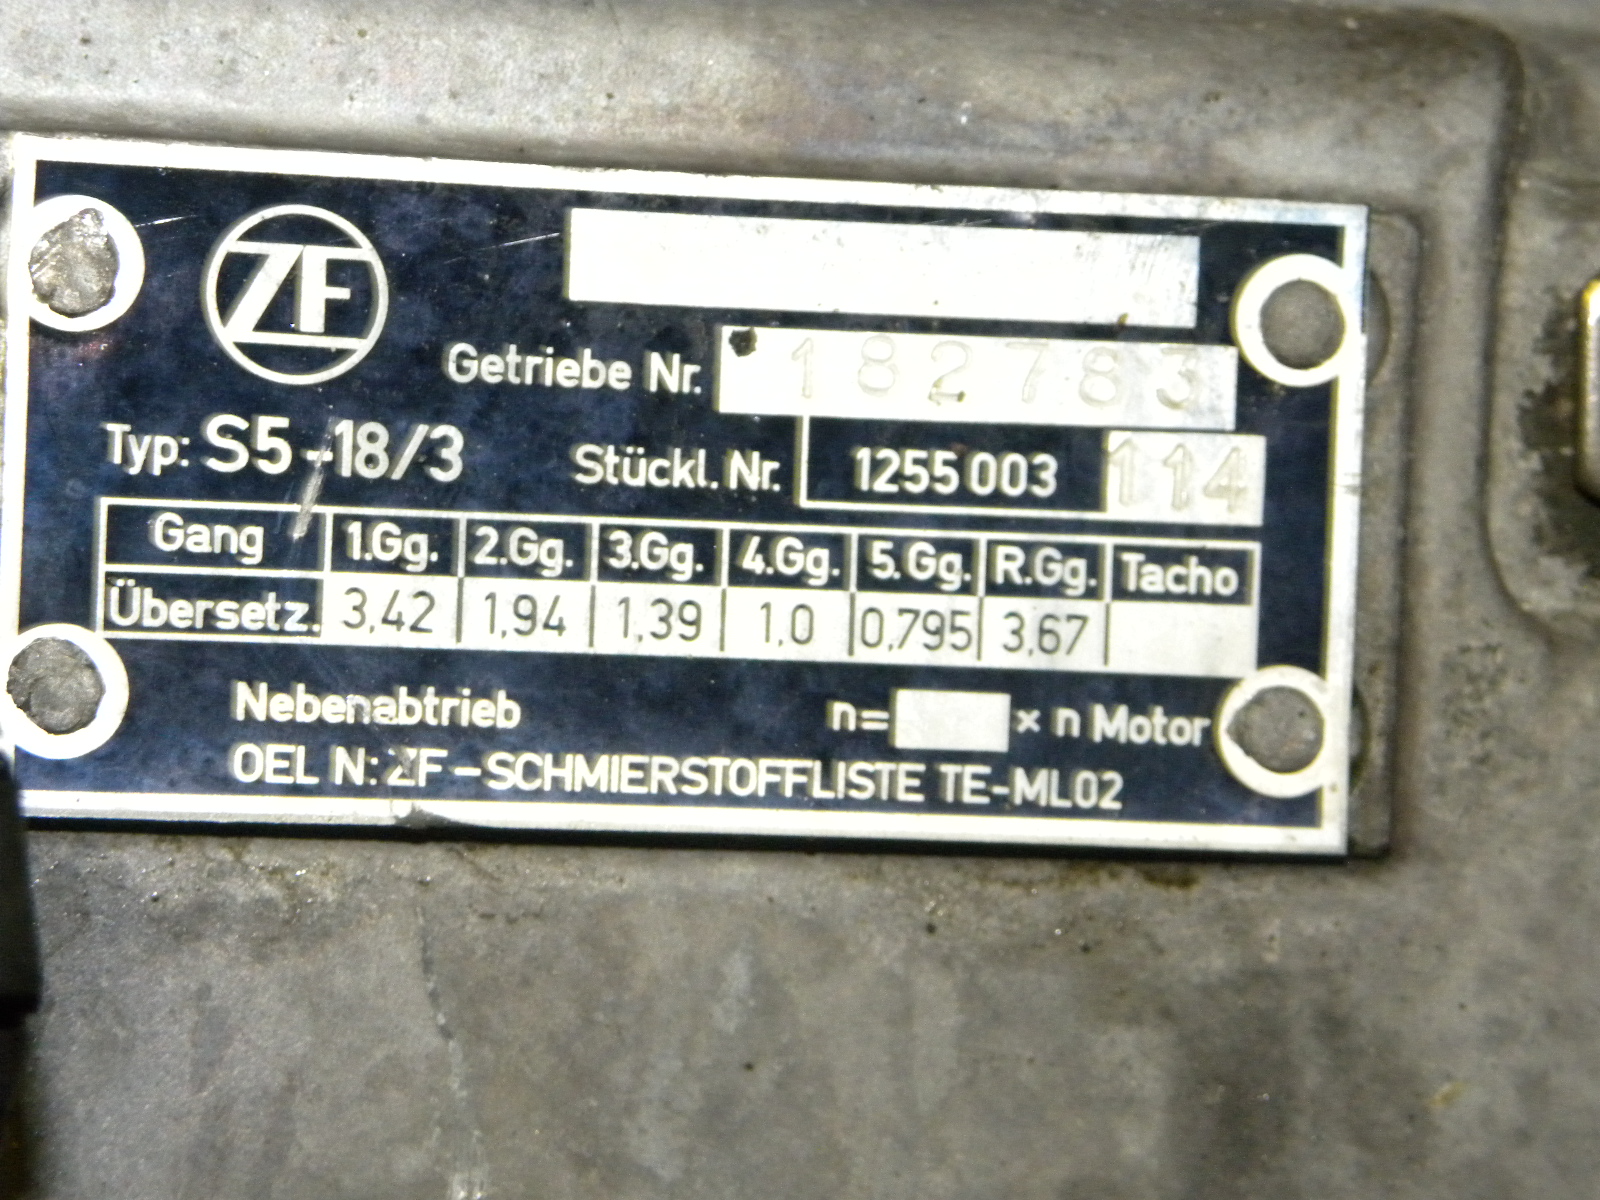 ZF
Getriebe Nr. 182783
Typ: S5-18/3 Stückl. Nr. 1255 003 114
Gang 1.Gg. 2.Gg. 3.Gg. 4.Gg. 5.Gg. R.Gg. Tacho
Übersetz. 3,42 1,94 1,39 1,0 0,795 3,67
Nebenabtrieb n= × n Motor
OEL N: ZF-SCHMIERSTOFFLISTE TE-ML02